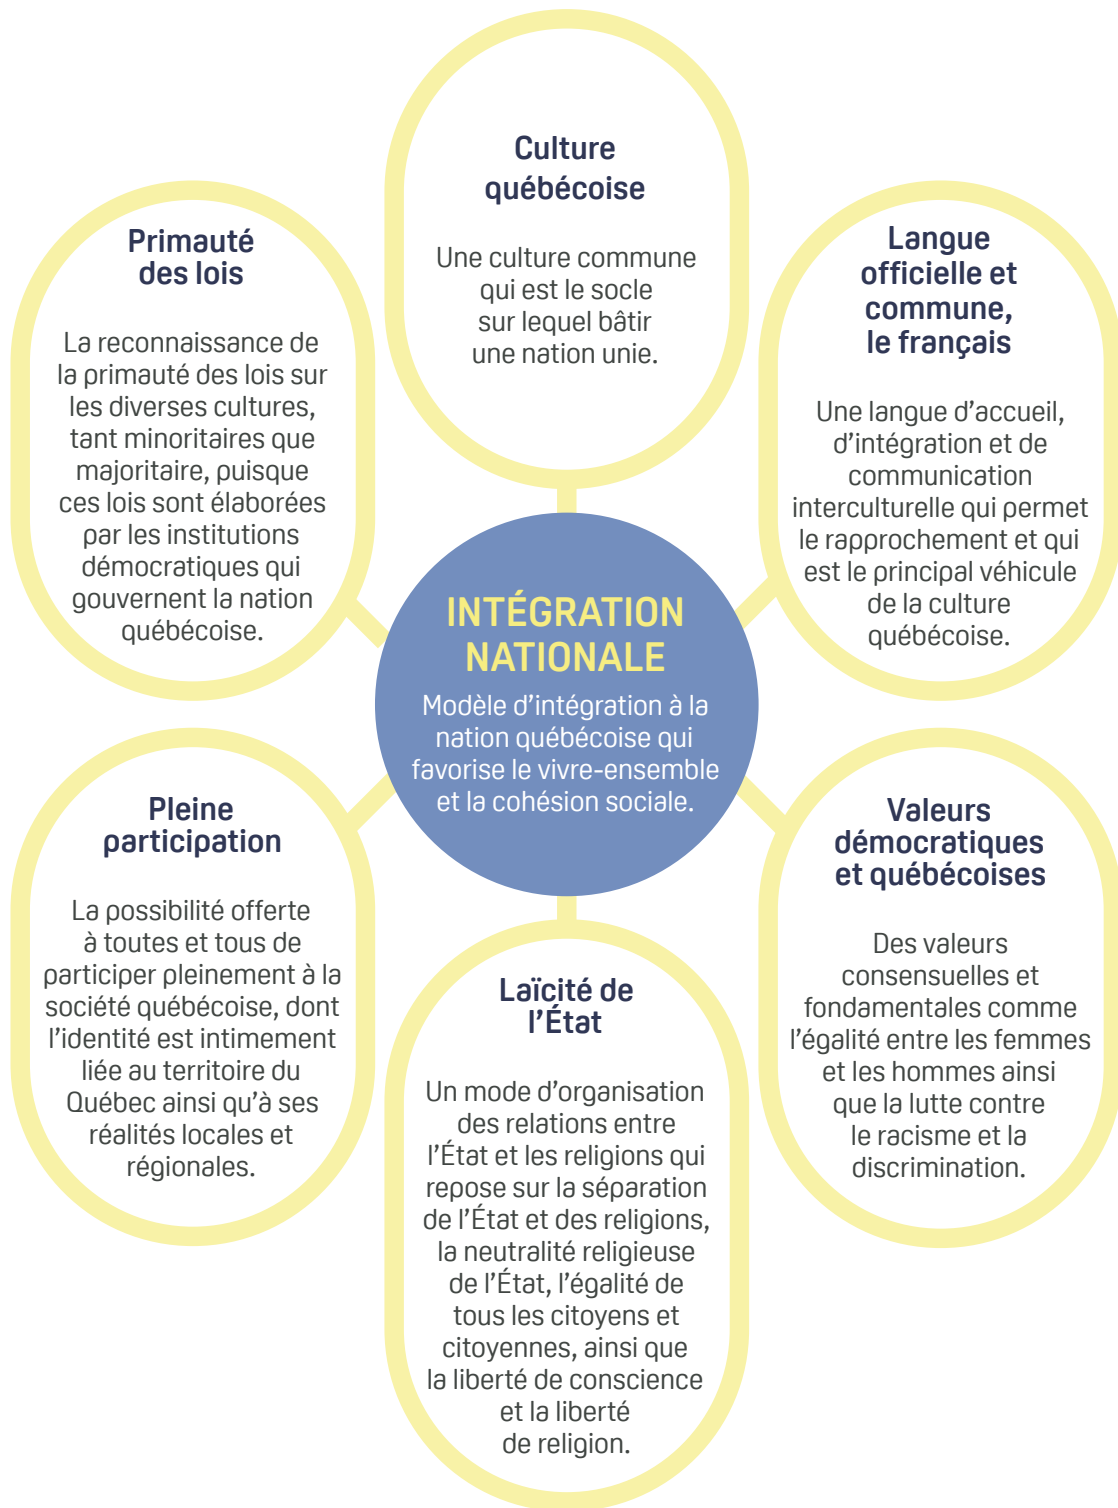 Culture
québécoise
Une culture commune
qui est le socle
sur lequel bâtir
une nation unie.
Primauté
des lois
La reconnaissance de
la primauté des lois sur
les diverses cultures,
tant minoritaires que
majoritaire, puisque
ces lois sont élaborées
par les institutions
démocratiques qui
gouvernent la nation
québécoise.
Langue
officielle et
commune,
le français
Une langue d’accueil,
d’intégration et de
communication
interculturelle qui permet
le rapprochement et qui
est le principal véhicule
de la culture
québécoise.
INTÉGRATION
NATIONALE
Modèle d’intégration à la
nation québécoise qui
favorise le vivre-ensemble
et la cohésion sociale.
Pleine
participation
La possibilité offerte
à toutes et tous de
participer pleinement à la
société québécoise, dont
l’identité est intimement
liée au territoire du
Québec ainsi qu’à ses
réalités locales et
régionales.
Valeurs
démocratiques
et québécoises
Des valeurs
consensuelles et
fondamentales comme
l’égalité entre les femmes
et les hommes ainsi
que la lutte contre
le racisme et la
discrimination.
Laïcité de
l’État
Un mode d’organisation
des relations entre
l’État et les religions qui
repose sur la séparation
de l’État et des religions,
la neutralité religieuse
de l’État, l’égalité de
tous les citoyens et
citoyennes, ainsi que
la liberté de conscience
et la liberté
de religion.